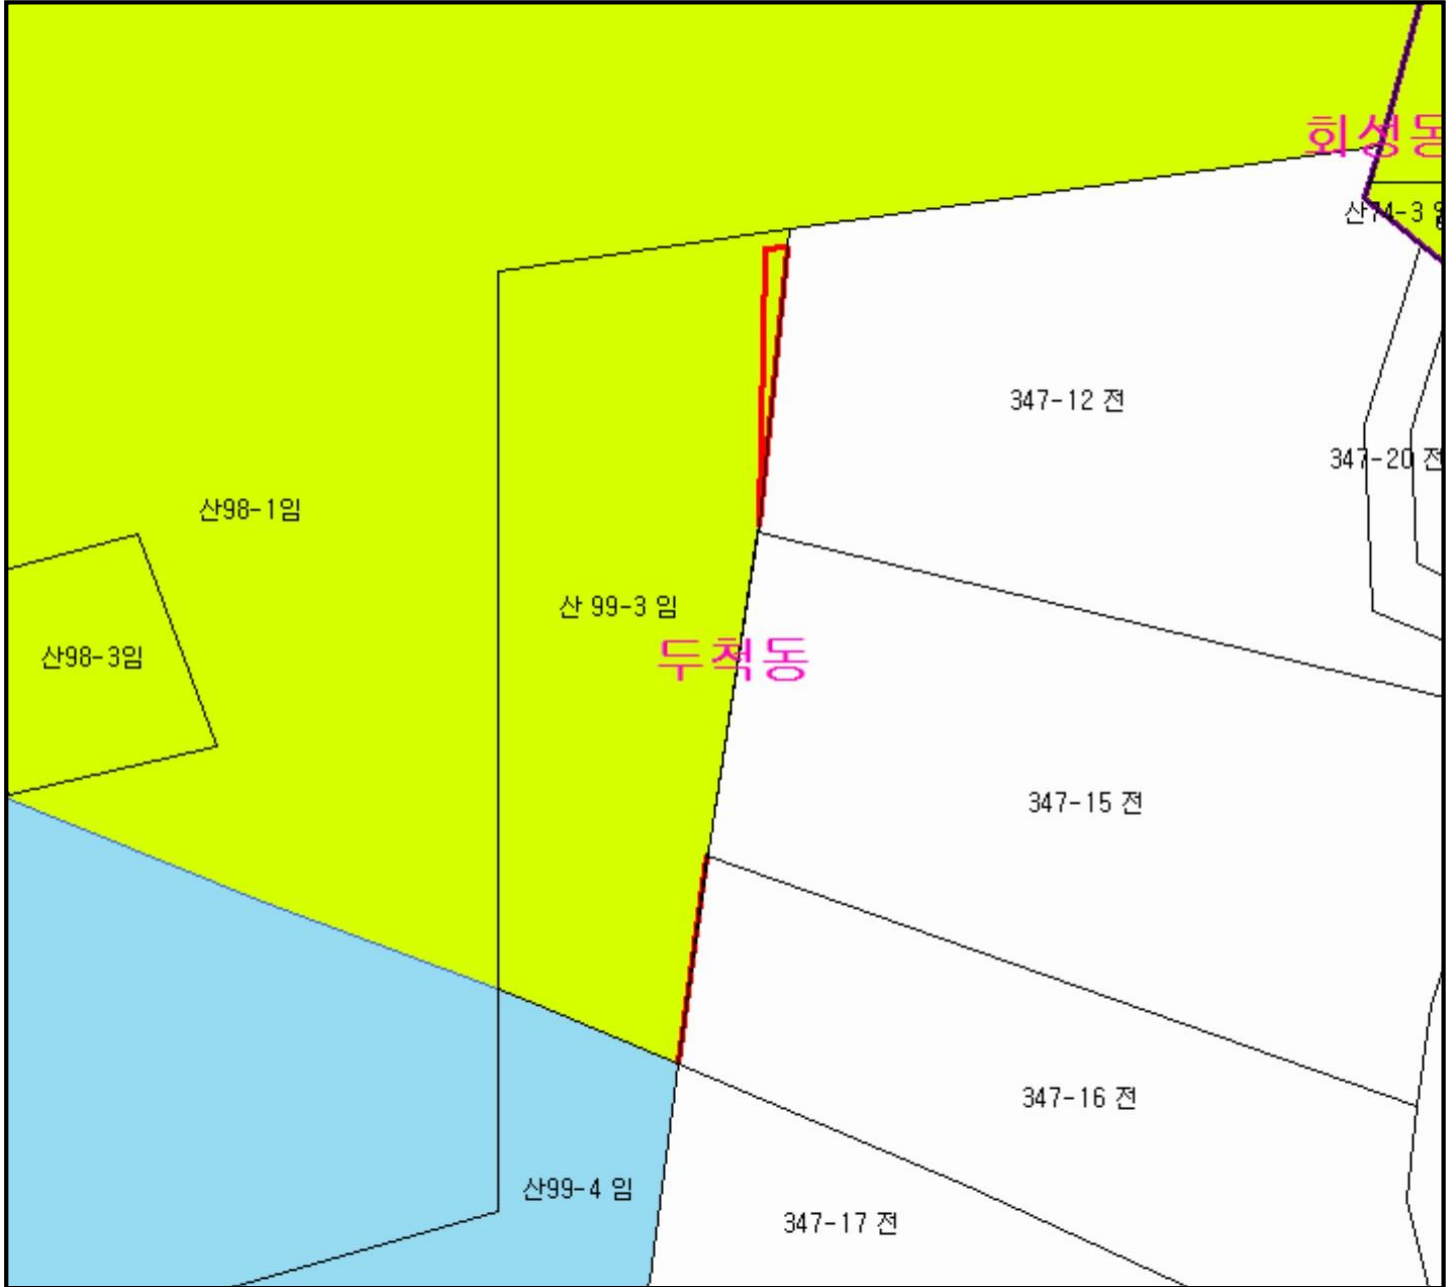 회성동
산74-3 임
347-12 전
347-20 전
산98-1임
산 99-3 임
산98-3임
두척동
347-15 전
347-16 전
산99-4 임
347-17 전